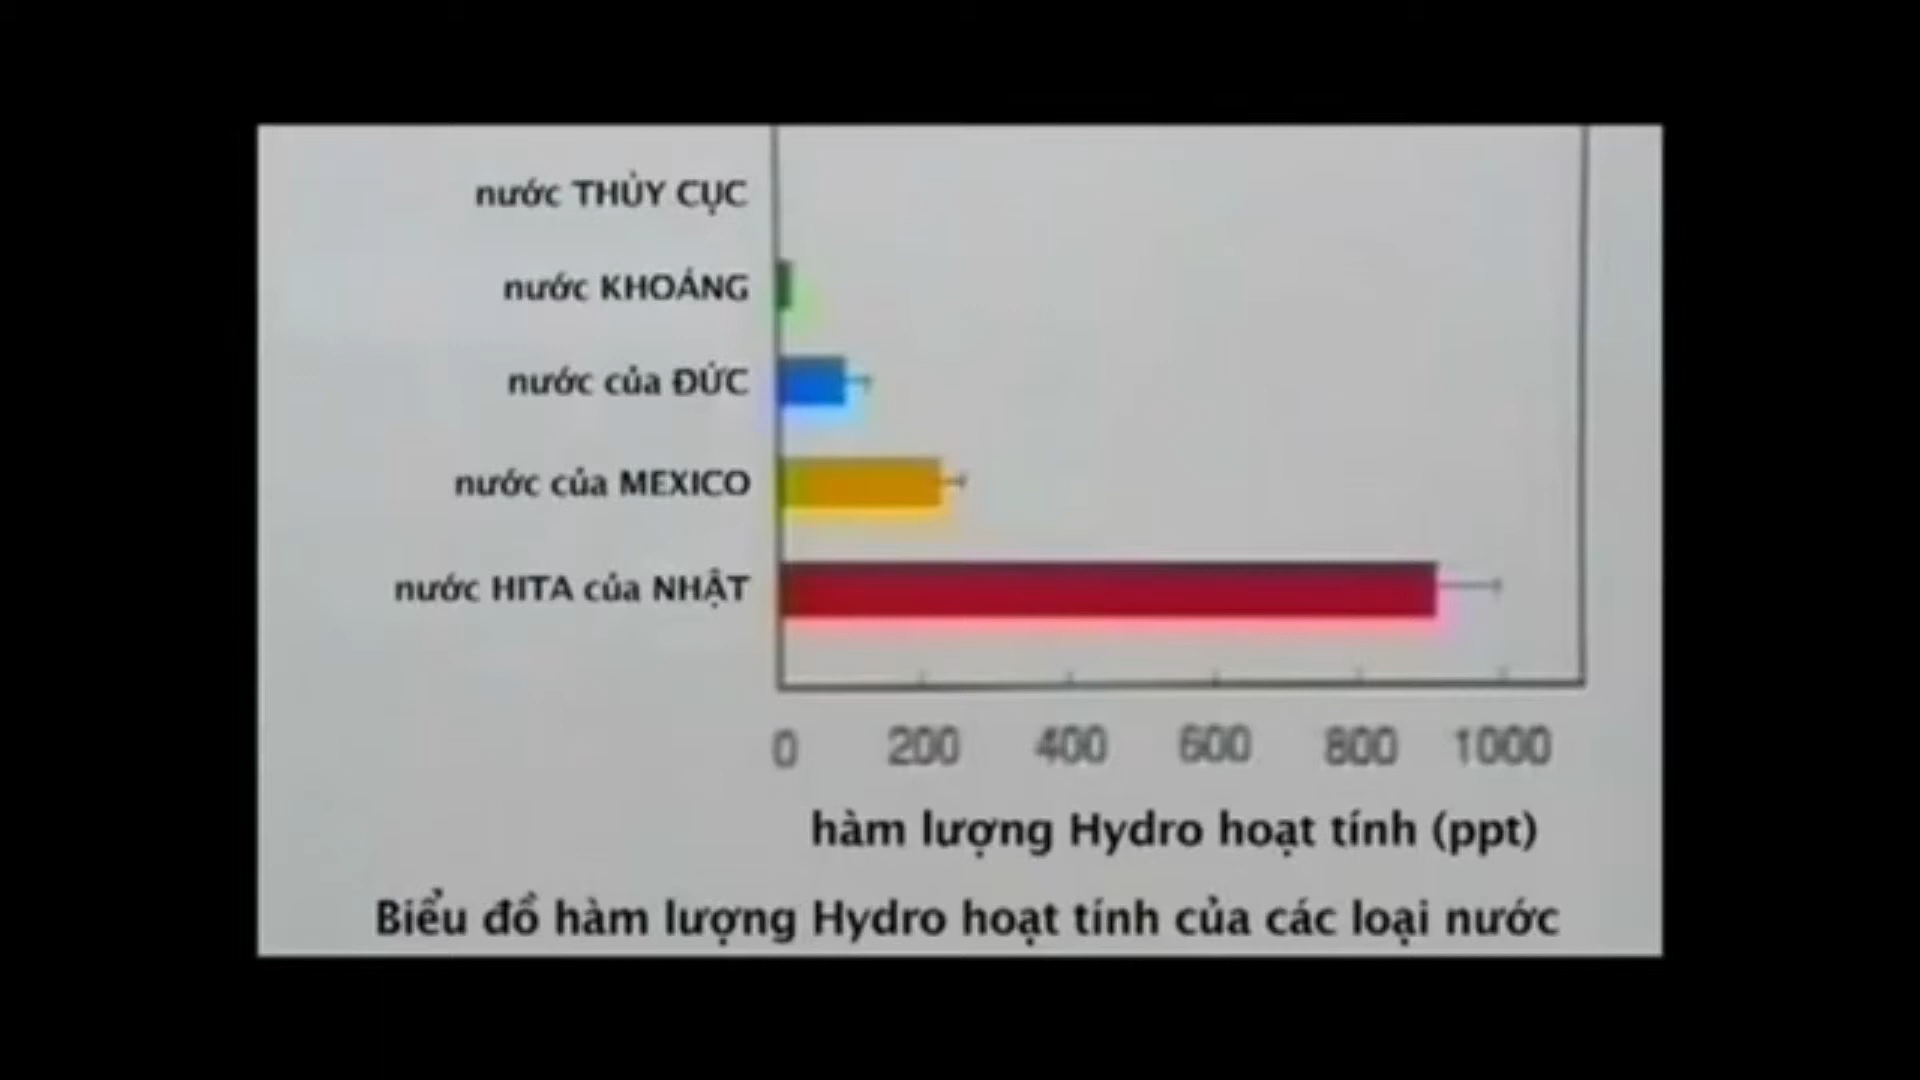 nước THỦY CỤC
nước KHOÁNG
nước của ĐỨC
nước của MEXICO
nước HITA của NHẬT
0 200 400 600 800 1000
hàm lượng Hydro hoạt tính (ppt)
Biểu đồ hàm lượng Hydro hoạt tính của các loại nước